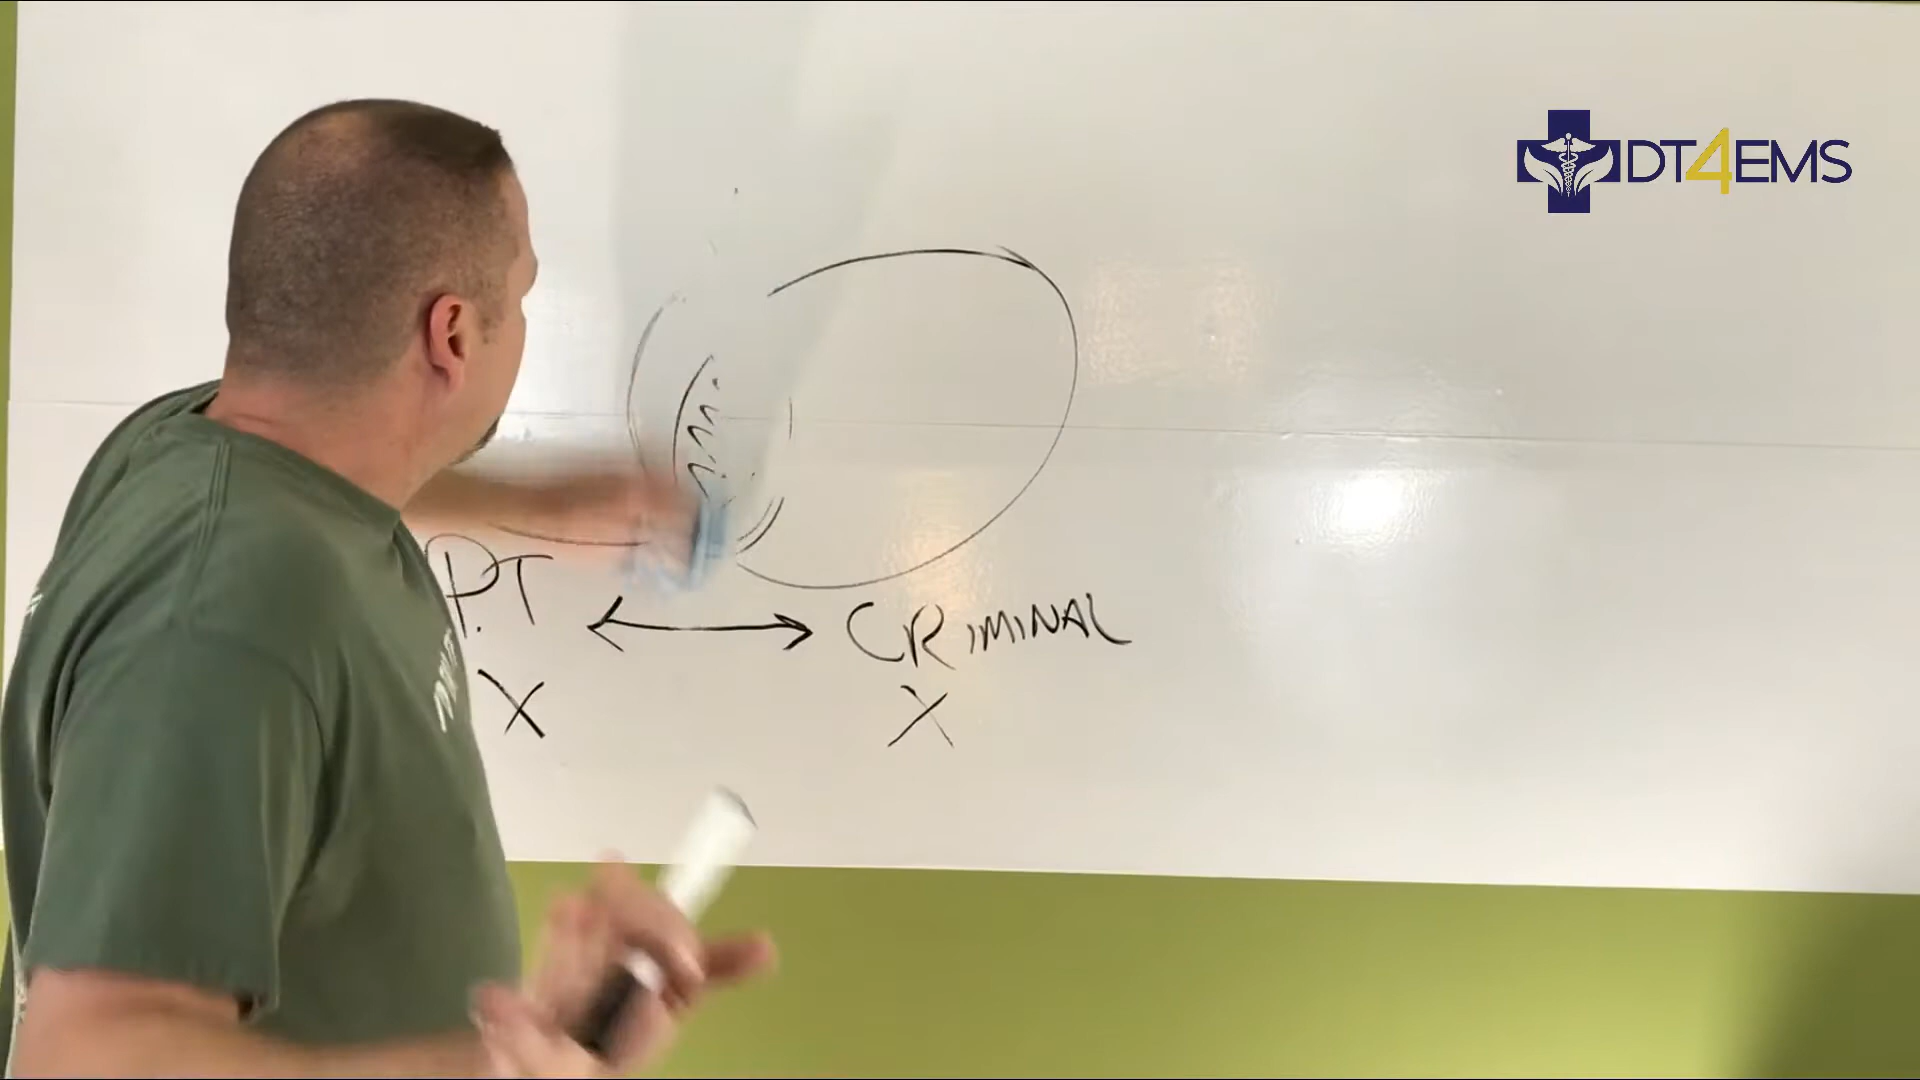 DT4EMS
P.T ↔ CRIMINAL
X X